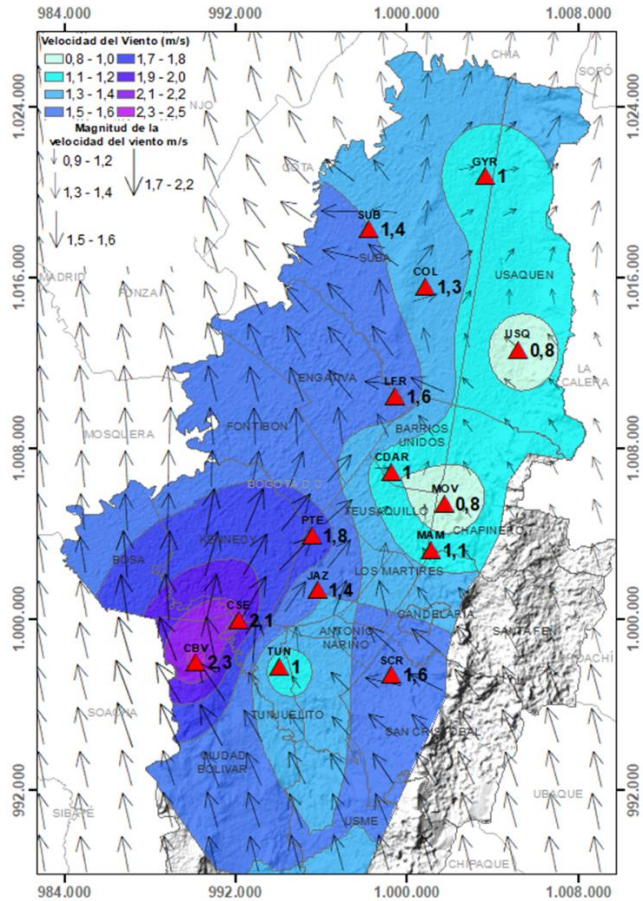 984.000 992.000 1.000.000 1.008.000
Velocidad del Viento (m/s)
0,8 - 1,0 1,7 - 1,8
1,1 - 1,2 1,9 - 2,0
1,3 - 1,4 2,1 - 2,2
1,5 - 1,6 2,3 - 2,5
Magnitud de la
velocidad del viento m/s
0,9 - 1,2
1,3 - 1,4
1,7 - 2,2
1,5 - 1,6
CHIA
SOPÓ
1.024.000 1.024.000
NJO
GYR
1
COTA
SUB
1,4
SUBA
COL
1,3
USAQUEN
1.016.000 1.016.000
MADRID
FUNZA
USQ
0,8
LA
CALERA
ENGATIVA
LFR
1,6
FONTIBON
BARRIOS
UNIDOS
MOSQUERA
1.008.000 1.008.000
CDAR
1
BOGOTA D.C.
MOV
0,8
TEUSAQUILLO
CHAPINERO
PTE
1,8
KENNEDY
MAM
1,1
BOSA
LOS MARTIRES
JAZ
1,4
CSE
2,1
CANDELAR
1.000.000 1.000.000
ANTONIO
NARIÑO
SANTA FE
CBV
2,3
TUN
1
SCR
1,6
OACHÍ
SOACHA
TUNJUELITO
SAN CRISTOBAL
CIUDAD
BOLIVAR
992.000 992.000
UBAQUE
SIBATÉ
USME
CHIPAQUE
984.000 992.000 1.000.000 1.008.000